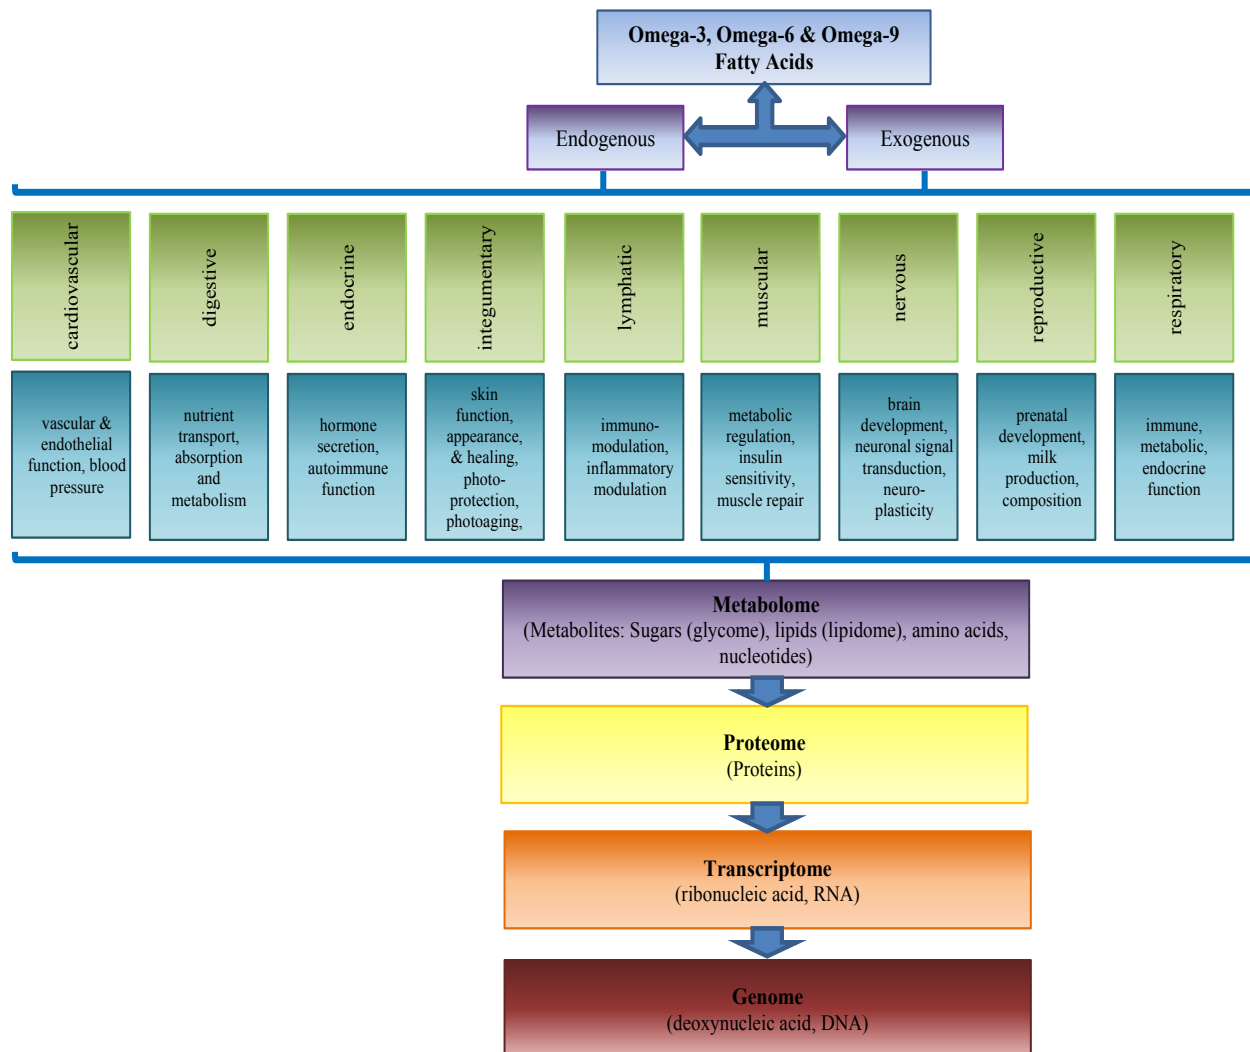 Omega-3, Omega-6 & Omega-9
Fatty Acids
Endogenous
Exogenous
cardiovascular
digestive
endocrine
integumentary
lymphatic
muscular
nervous
reproductive
respiratory
vascular &
endothelial
function, blood
pressure
nutrient
transport,
absorption
and
metabolism
hormone
secretion,
autoimmune
function
skin
function,
appearance,
& healing,
photo-
protection,
photoaging,
immuno-
modulation,
inflammatory
modulation
metabolic
regulation,
insulin
sensitivity,
muscle repair
brain
development,
neuronal signal
transduction,
neuro-
plasticity
prenatal
development,
milk
production,
composition
immune,
metabolic,
endocrine
function
Metabolome
(Metabolites: Sugars (glycome), lipids (lipidome), amino acids,
nucleotides)
Proteome
(Proteins)
Transcriptome
(ribonucleic acid, RNA)
Genome
(deoxynucleic acid, DNA)